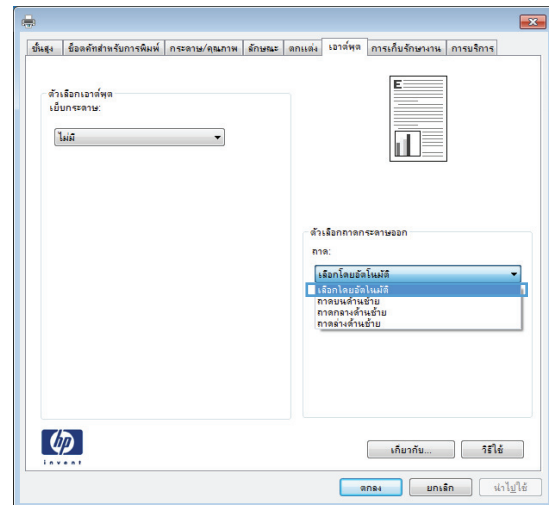 ขั้นสูง ช็อตคัทสำหรับการพิมพ์ กระดาษ/คุณภาพ ลักษณะ ตกแต่ง เอาต์พุต การเก็บรักษางาน การบริการ
ตัวเลือกเอาต์พุต
เย็บกระดาษ:
ไม่มี
E
ตัวเลือกถาดกระดาษออก
ถาด:
เลือกโดยอัตโนมัติ
เลือกโดยอัตโนมัติ
ถาดบนด้านซ้าย
ถาดกลางด้านซ้าย
ถาดล่างด้านซ้าย
hp
invent
เกี่ยวกับ... วิธีใช้
ตกลง ยกเลิก นำไปใช้